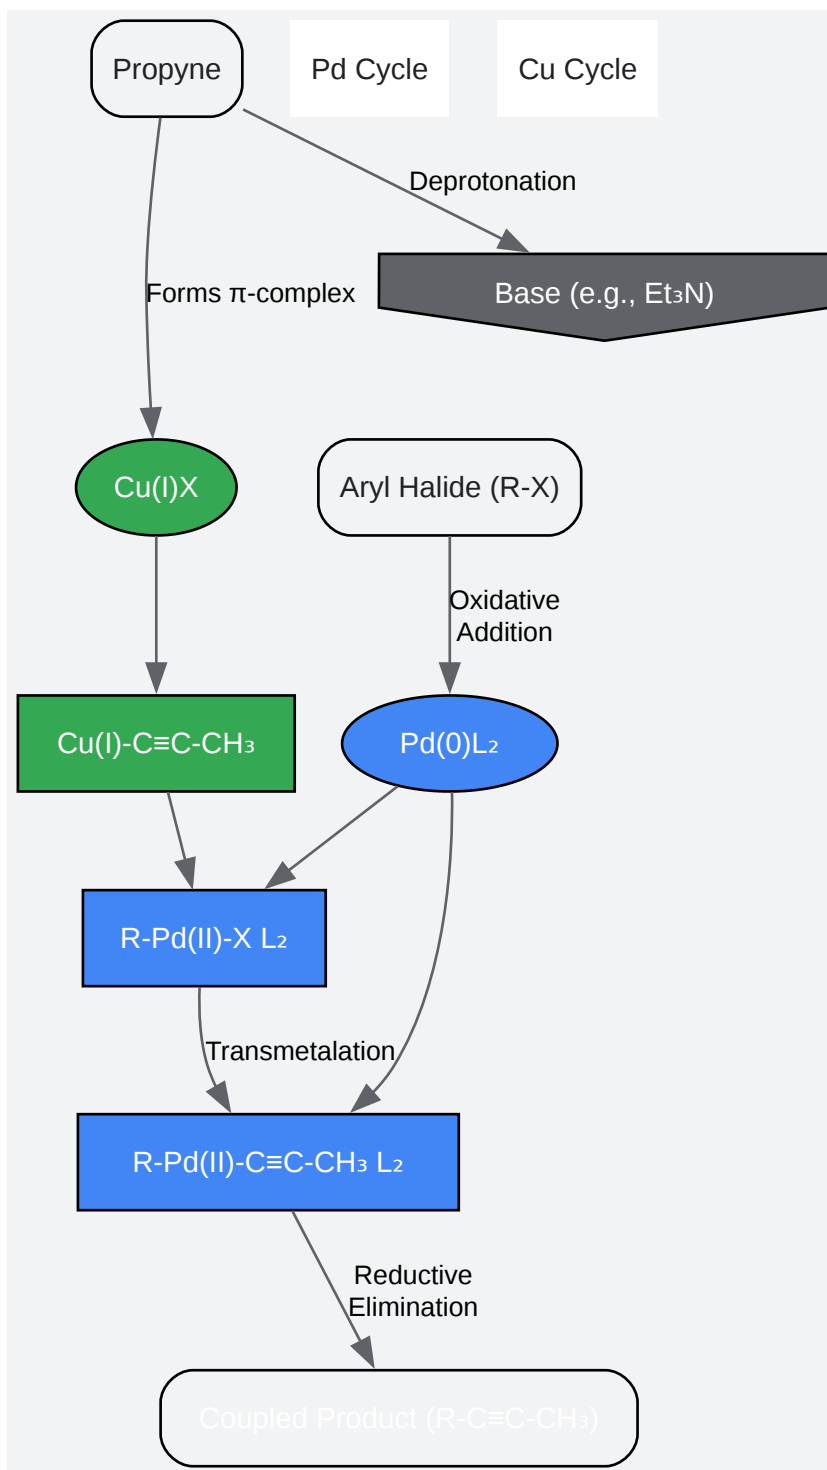 Propyne
Pd Cycle
Cu Cycle
Deprotonation
Forms π-complex
Base (e.g., Et₃N)
Cu(I)X
Aryl Halide (R-X)
Oxidative
Addition
Cu(I)-C≡C-CH₃
Pd(0)L₂
R-Pd(II)-X L₂
Transmetalation
R-Pd(II)-C≡C-CH₃ L₂
Reductive
Elimination
Coupled Product (R-C≡C-CH₃)